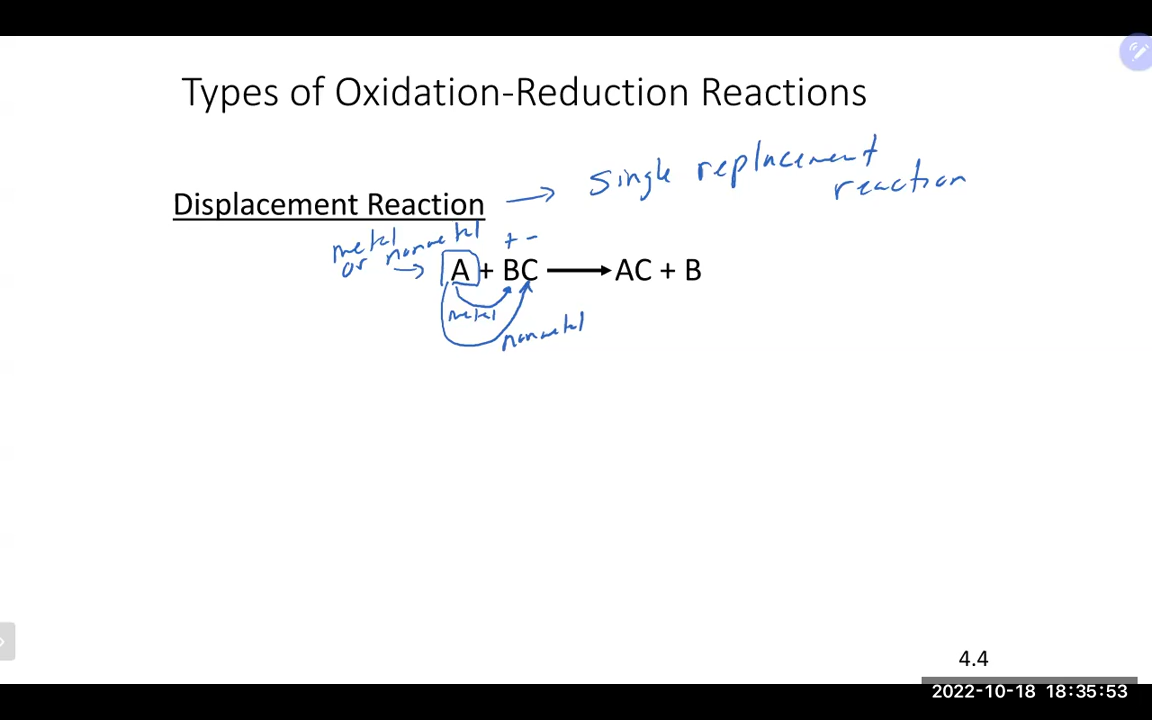 Types of Oxidation-Reduction Reactions
Displacement Reaction → single replacement
reaction
metal
or nonmetal → + -
A + BC → AC + B
metal
nonmetal
4.4
2022-10-18 18:35:53